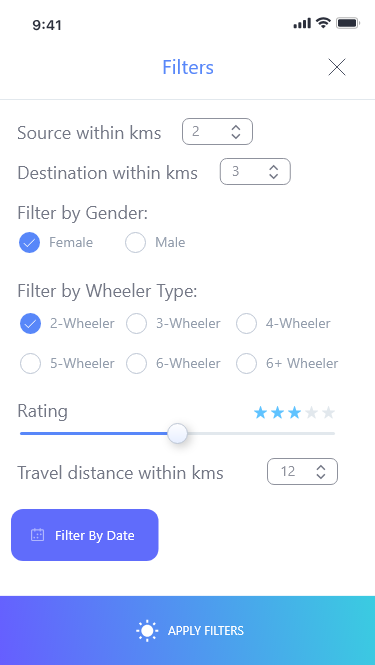 9:41
Filters
Source within kms 2
Destination within kms 3
Filter by Gender:
Female Male
Filter by Wheeler Type:
2-Wheeler 3-Wheeler 4-Wheeler
5-Wheeler 6-Wheeler 6+ Wheeler
Rating
Travel distance within kms 12
Filter By Date
APPLY FILTERS